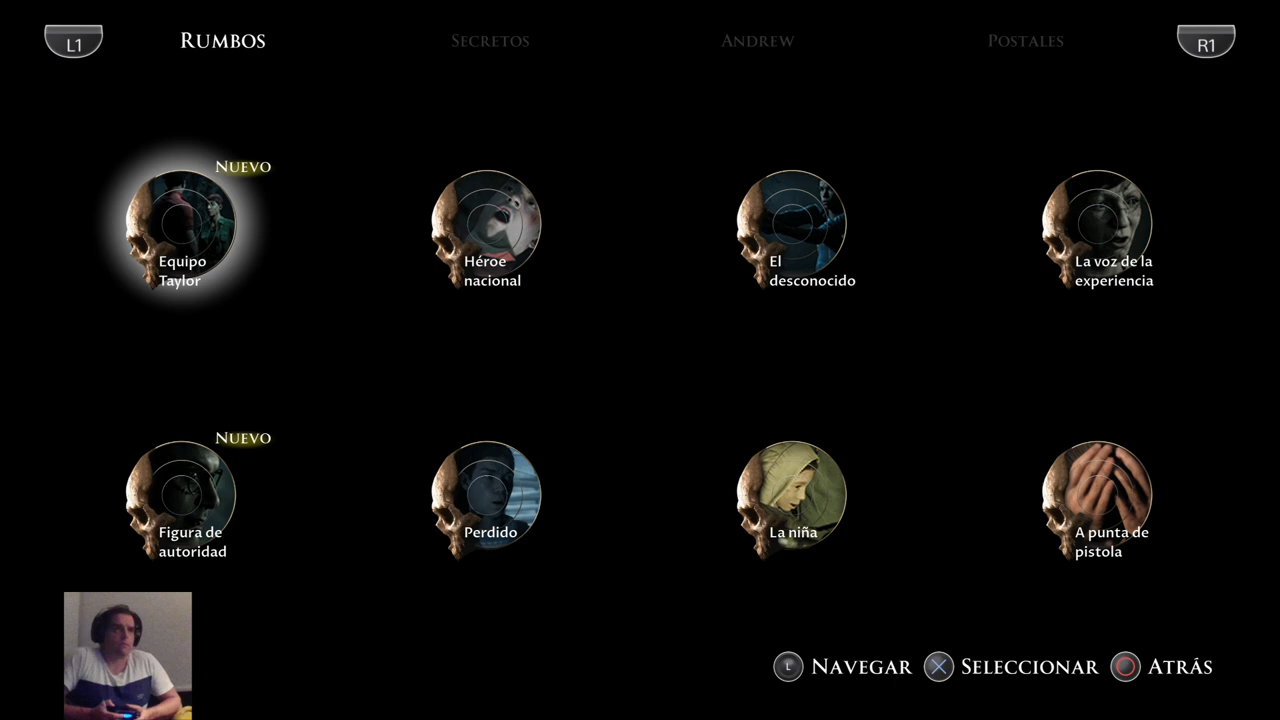 L1
Rumbos
Secretos
Andrew
Postales
R1
Nuevo
Equipo
Taylor
Héroe
nacional
El
desconocido
La voz de la
experiencia
Nuevo
Figura de
autoridad
Perdido
La niña
A punta de
pistola
L Navegar Seleccionar Atrás